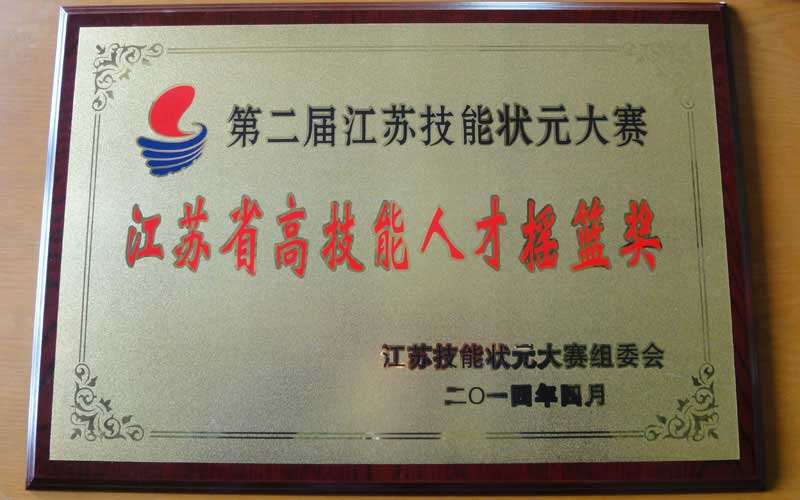 第二届江苏技能状元大赛
江苏省高技能人才摇篮奖
江苏技能状元大赛组委会
二〇一四年四月